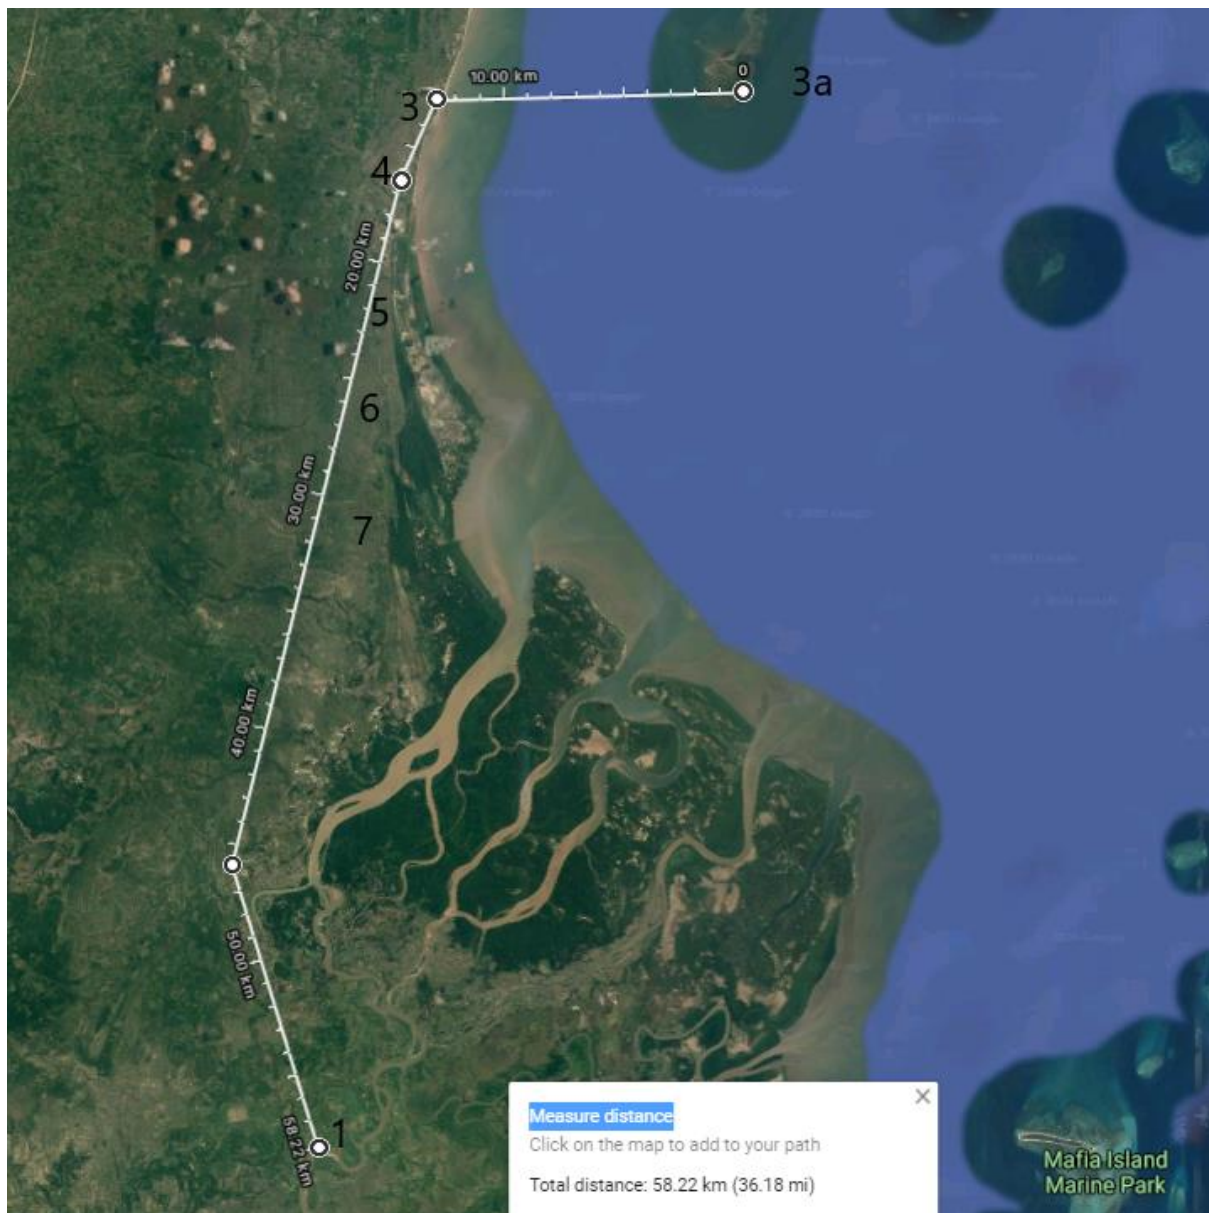 0
10.00 km
3a
3
4
20.00 km
5
6
30.00 km
7
40.00 km
50.00 km
1
58.22 km
Measure distance
Click on the map to add to your path
Total distance: 58.22 km (36.18 mi)
Mafia Island
Marine Park